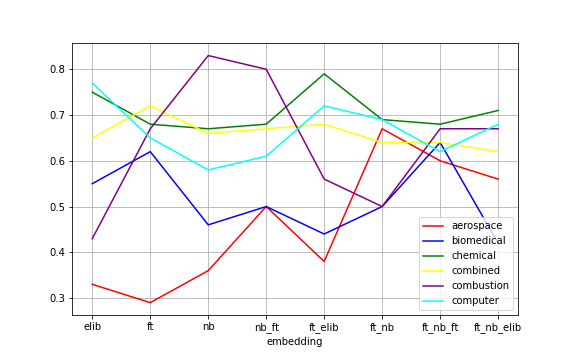 0.8
0.7
0.6
0.5
0.4
0.3
aerospace
biomedical
chemical
combined
combustion
computer
elib ft nb nb_ft ft_elib ft_nb ft_nb_ft ft_nb_elib
embedding